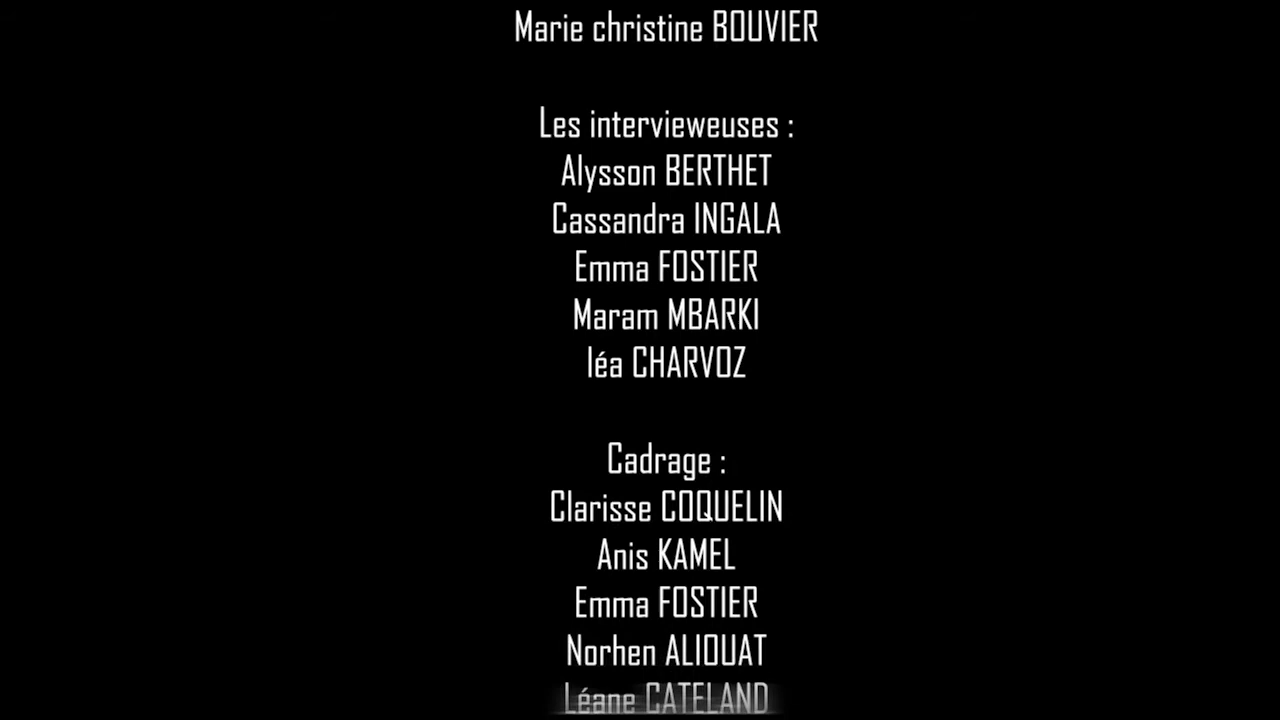 Marie christine BOUVIER
Les intervieweuses :
Alysson BERTHET
Cassandra INGALA
Emma FOSTIER
Maram MBARKI
léa CHARVOZ
Cadrage :
Clarisse COQUELIN
Anis KAMEL
Emma FOSTIER
Norhen ALIOUAT
Léane CATELAND